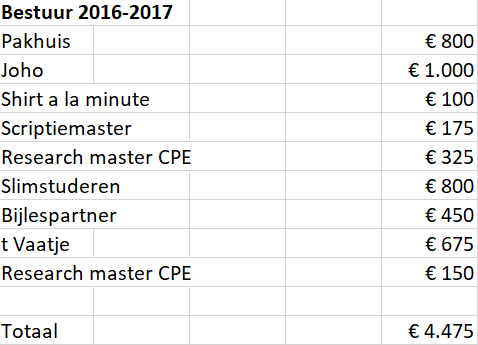 Bestuur 2016-2017
Pakhuis € 800
Joho € 1.000
Shirt a la minute € 100
Scriptiemaster € 175
Research master CPE € 325
Slimstuderen € 800
Bijlespartner € 450
t Vaatje € 675
Research master CPE € 150
Totaal € 4.475